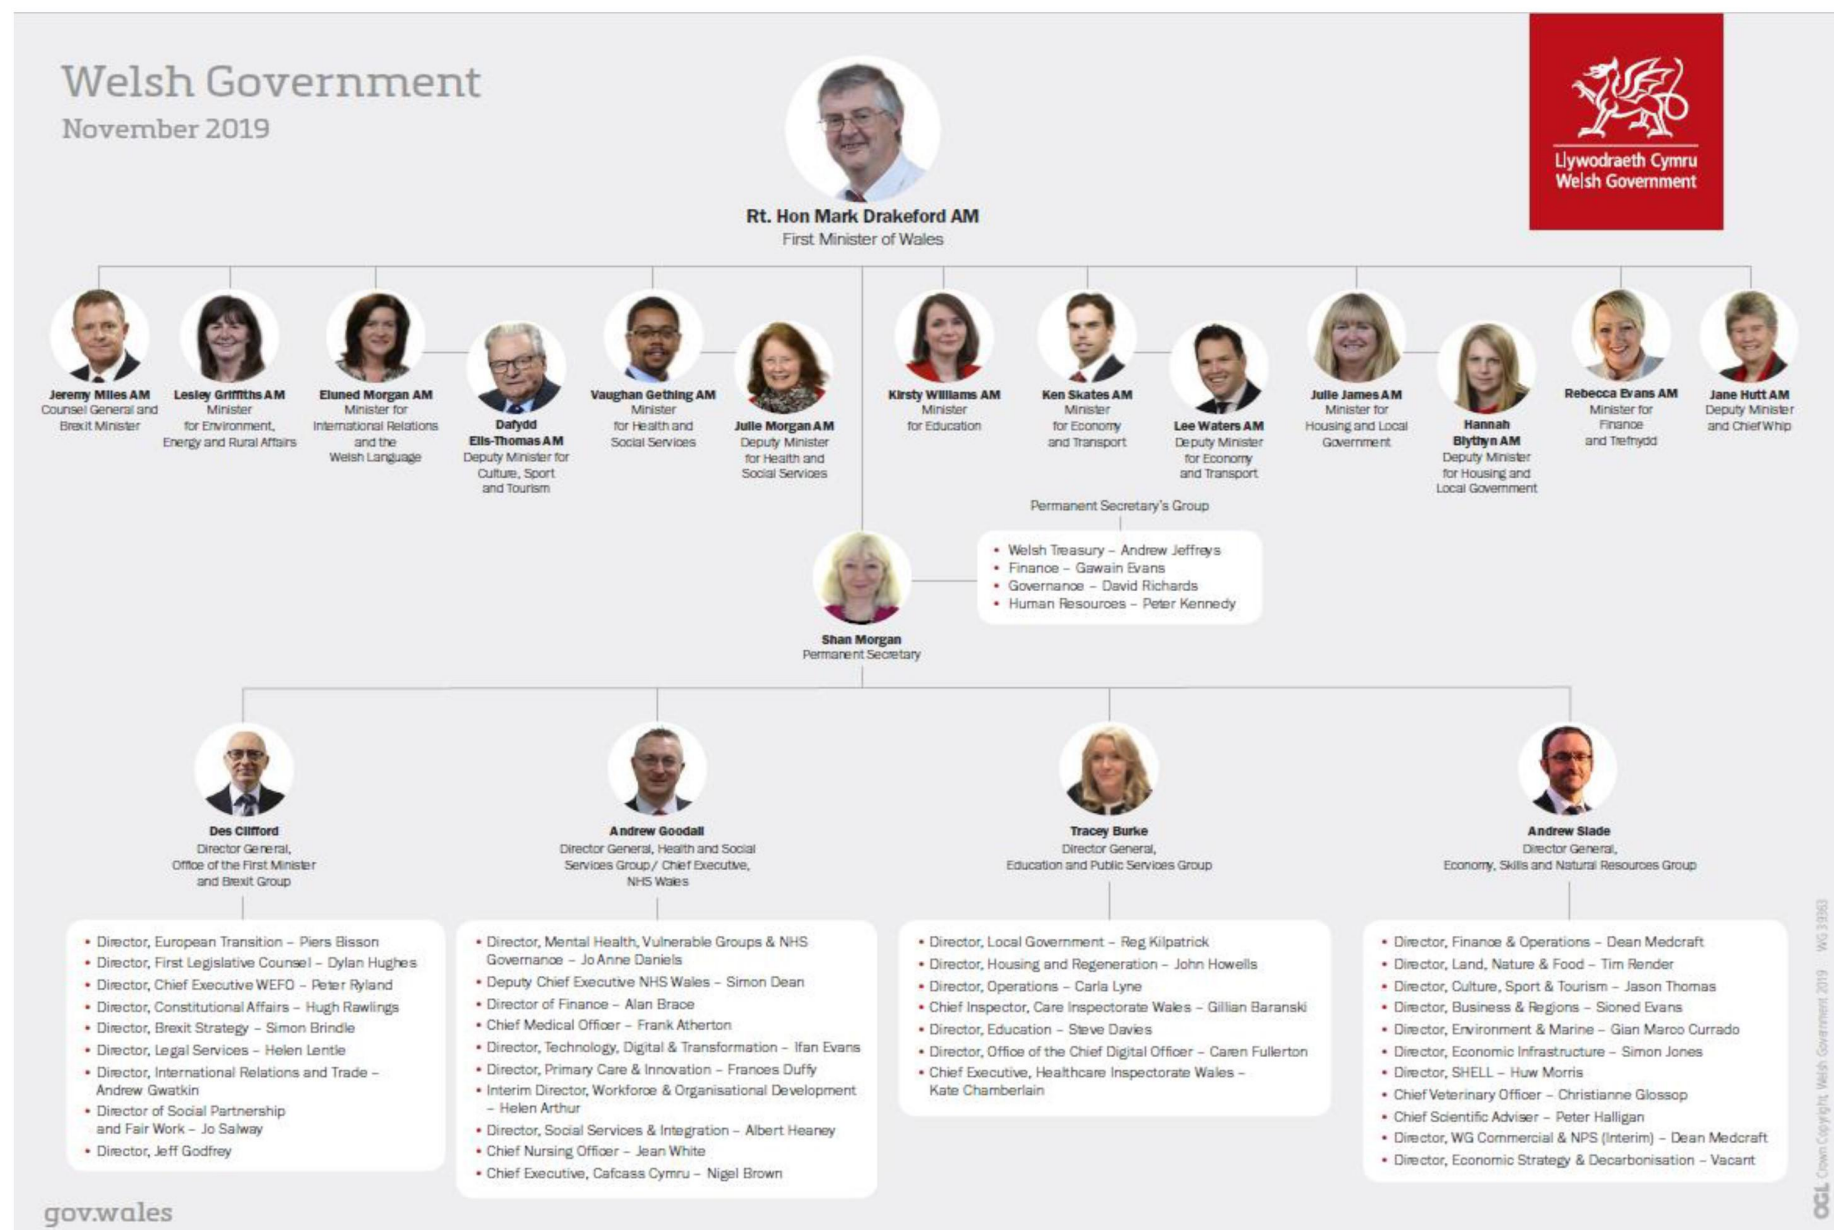 Welsh Government
November 2019
Llywodraeth Cymru
Welsh Government
Rt. Hon Mark Drakeford AM
First Minister of Wales
Jeremy Miles AM
Counsel General and
Brexit Minister
Lesley Griffiths AM
Minister
for Environment,
Energy and Rural Affairs
Eluned Morgan AM
Minister for
International Relations
and the
Welsh Language
Dafydd
Elis-Thomas AM
Deputy Minister for
Culture, Sport
and Tourism
Vaughan Gething AM
Minister
for Health and
Social Services
Julie Morgan AM
Deputy Minister
for Health and
Social Services
Kirsty Williams AM
Minister
for Education
Ken Skates AM
Minister
for Economy
and Transport
Lee Waters AM
Deputy Minister
for Economy
and Transport
Julie James AM
Minister for
Housing and Local
Government
Hannah
Blythyn AM
Deputy Minister
for Housing and
Local Government
Rebecca Evans AM
Minister for
Finance
and Trefnydd
Jane Hutt AM
Deputy Minister
and Chief Whip
Permanent Secretary's Group
• Welsh Treasury – Andrew Jeffreys
• Finance – Gawain Evans
• Governance – David Richards
• Human Resources – Peter Kennedy
Shan Morgan
Permanent Secretary
Des Clifford
Director General,
Office of the First Minister
and Brexit Group
• Director, European Transition – Piers Bisson
• Director, First Legislative Counsel – Dylan Hughes
• Director, Chief Executive WEFO – Peter Ryland
• Director, Constitutional Affairs – Hugh Rawlings
• Director, Brexit Strategy – Simon Brindle
• Director, Legal Services – Helen Lentle
• Director, International Relations and Trade –
Andrew Gwatkin
• Director of Social Partnership
and Fair Work – Jo Salway
• Director, Jeff Godfrey
Andrew Goodall
Director General, Health and Social
Services Group/ Chief Executive,
NHS Wales
• Director, Mental Health, Vulnerable Groups & NHS
Governance – Jo Anne Daniels
• Deputy Chief Executive NHS Wales – Simon Dean
• Director of Finance – Alan Brace
• Chief Medical Officer – Frank Atherton
• Director, Technology, Digital & Transformation – Ifan Evans
• Director, Primary Care & Innovation – Frances Duffy
• Interim Director, Workforce & Organisational Development
– Helen Arthur
• Director, Social Services & Integration – Albert Heaney
• Chief Nursing Officer – Jean White
• Chief Executive, Cafcass Cymru – Nigel Brown
Tracey Burke
Director General,
Education and Public Services Group
• Director, Local Government – Reg Kilpatrick
• Director, Housing and Regeneration – John Howells
• Director, Operations – Carla Lyne
• Chief Inspector, Care Inspectorate Wales – Gillian Baranski
• Director, Education – Steve Davies
• Director, Office of the Chief Digital Officer – Caren Fullerton
• Chief Executive, Healthcare Inspectorate Wales –
Kate Chamberlain
Andrew Slade
Director General,
Economy, Skills and Natural Resources Group
• Director, Finance & Operations – Dean Medcraft
• Director, Land, Nature & Food – Tim Render
• Director, Culture, Sport & Tourism – Jason Thomas
• Director, Business & Regions – Sioned Evans
• Director, Environment & Marine – Gian Marco Currado
• Director, Economic Infrastructure – Simon Jones
• Director, SHELL – Huw Morris
• Chief Veterinary Officer – Christianne Glossop
• Chief Scientific Adviser – Peter Halligan
• Director, WG Commercial & NPS (Interim) – Dean Medcraft
• Director, Economic Strategy & Decarbonisation – Vacant
gov.wales
OGL Crown Copyright, Welsh Government 2019 WG 39363